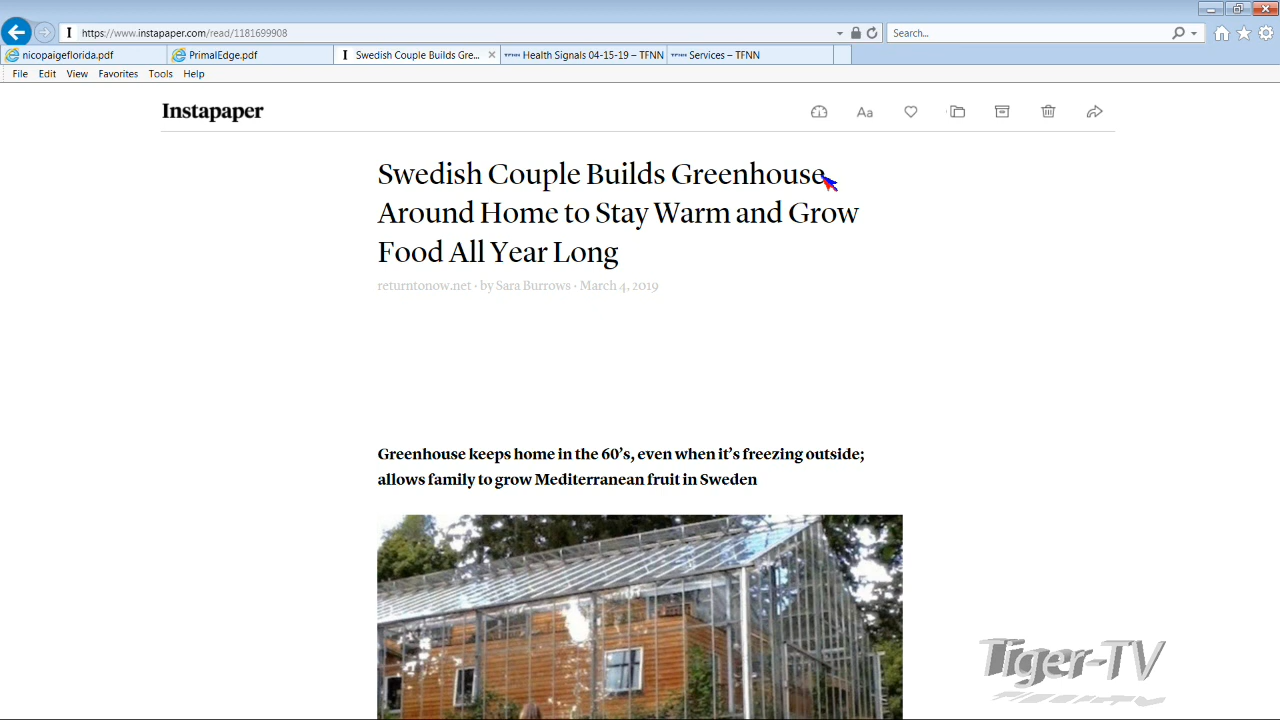 https://www.instapaper.com/read/1181699908
Search...
nicopaigeflorida.pdf
PrimalEdge.pdf
I Swedish Couple Builds Gre...
TFNN Health Signals 04-15-19 – TFNN
TFNN Services – TFNN
File Edit View Favorites Tools Help
Instapaper
Aa
Swedish Couple Builds Greenhouse
Around Home to Stay Warm and Grow
Food All Year Long
returntonow.net · by Sara Burrows · March 4, 2019
Greenhouse keeps home in the 60’s, even when it’s freezing outside;
allows family to grow Mediterranean fruit in Sweden
Tiger-TV